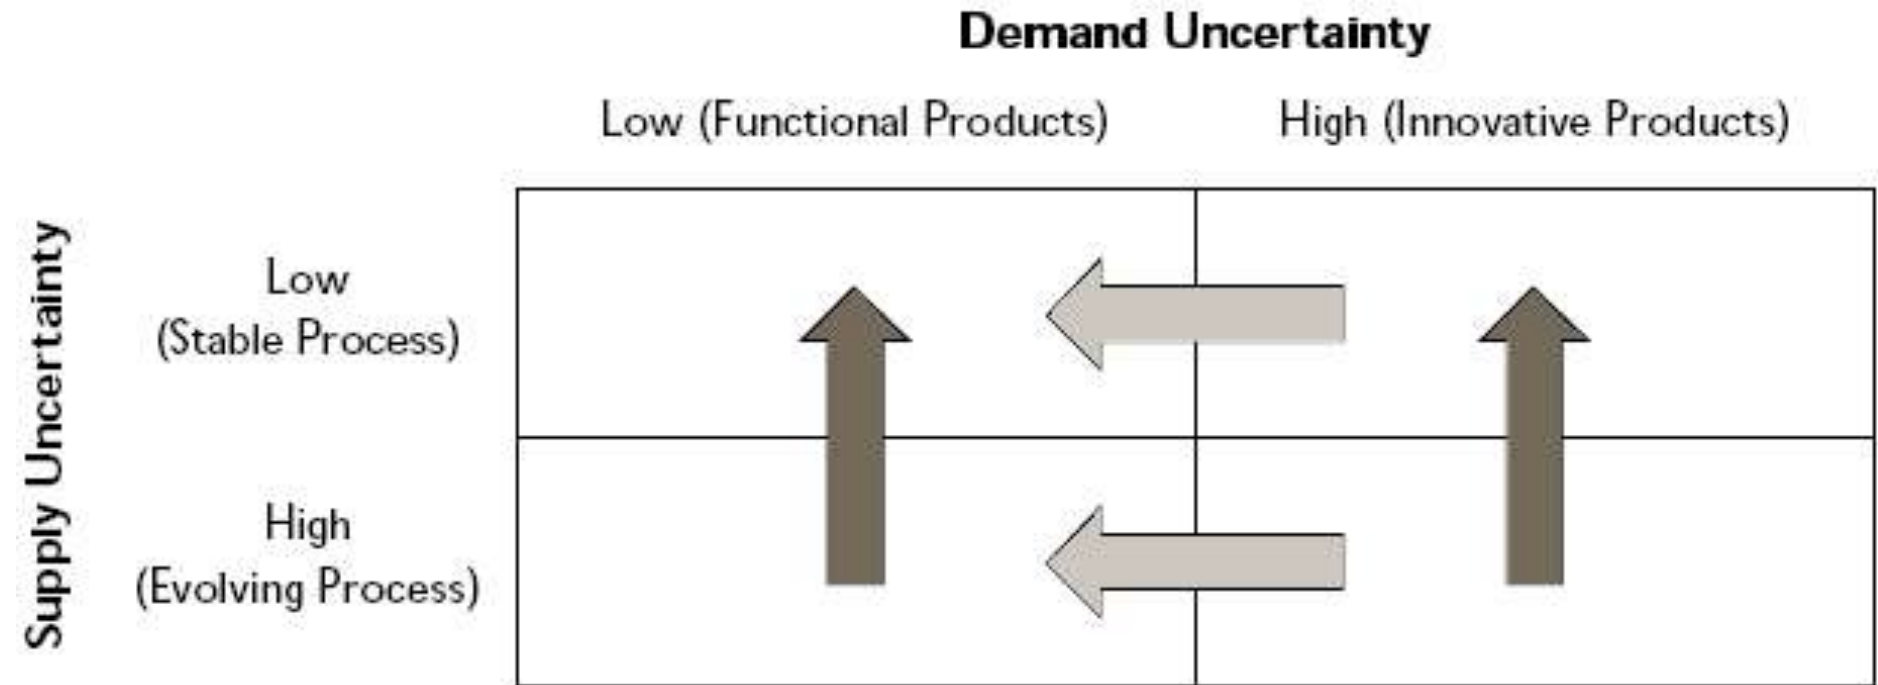 Demand Uncertainty
Low (Functional Products)
High (Innovative Products)
Supply Uncertainty
Low
(Stable Process)
High
(Evolving Process)